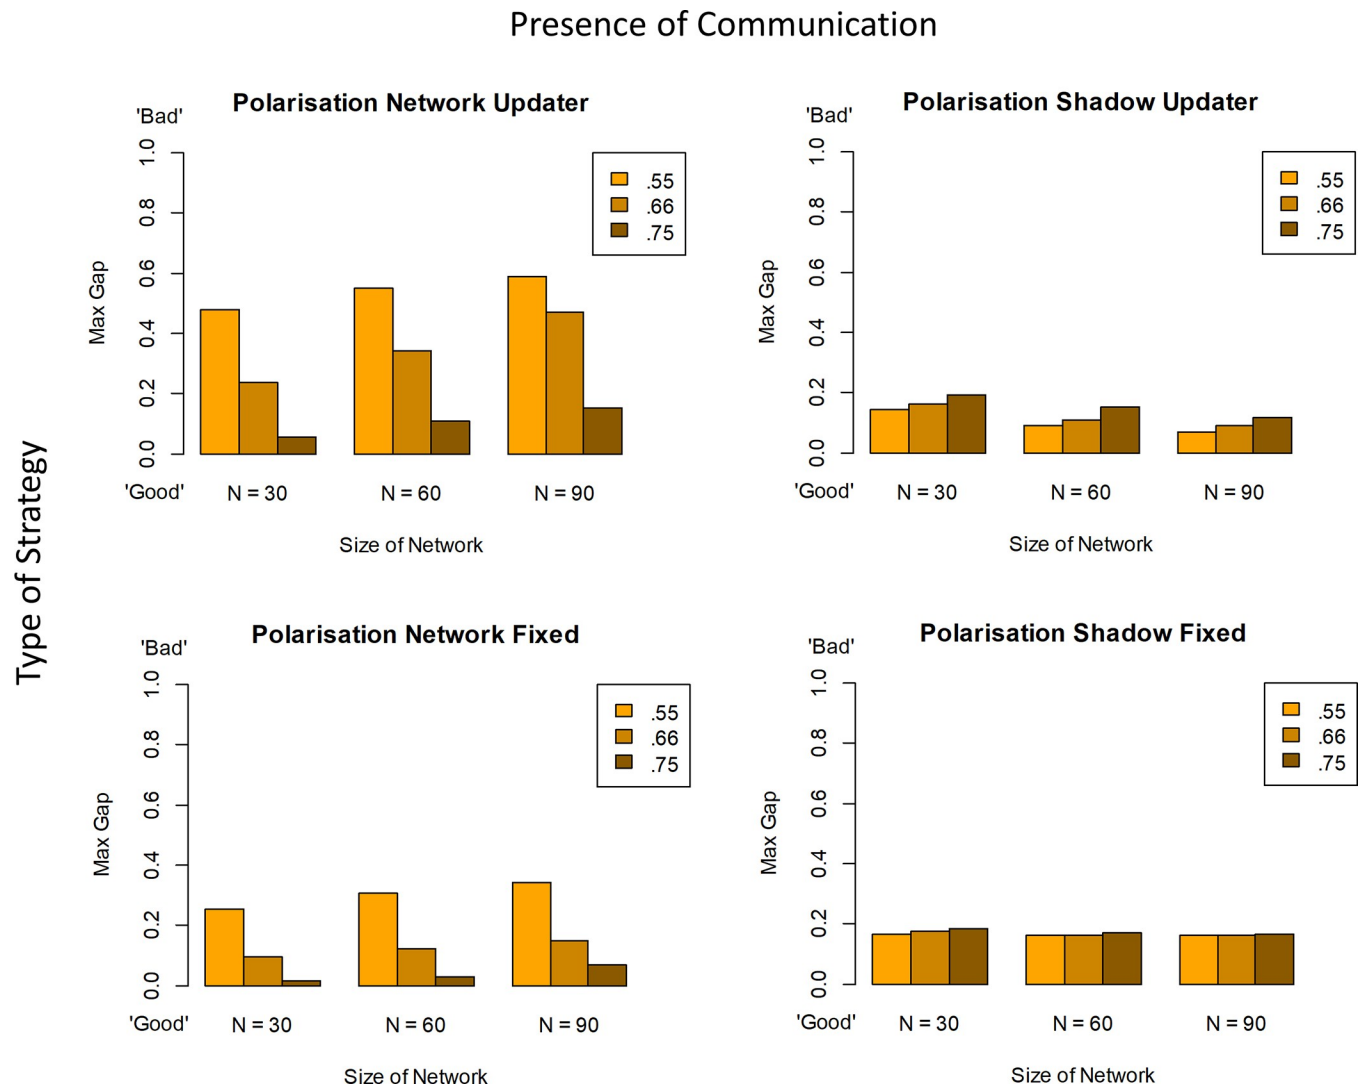 Presence of Communication
Type of Strategy
Polarisation Network Updater
'Bad'
1.0
0.8
0.6
0.4
0.2
0.0
Max Gap
.55
.66
.75
'Good' N = 30 N = 60 N = 90
Size of Network
Polarisation Shadow Updater
'Bad'
1.0
0.8
0.6
0.4
0.2
0.0
Max Gap
.55
.66
.75
'Good' N = 30 N = 60 N = 90
Size of Network
Polarisation Network Fixed
'Bad'
1.0
0.8
0.6
0.4
0.2
0.0
Max Gap
.55
.66
.75
'Good' N = 30 N = 60 N = 90
Size of Network
Polarisation Shadow Fixed
'Bad'
1.0
0.8
0.6
0.4
0.2
0.0
Max Gap
.55
.66
.75
'Good' N = 30 N = 60 N = 90
Size of Network